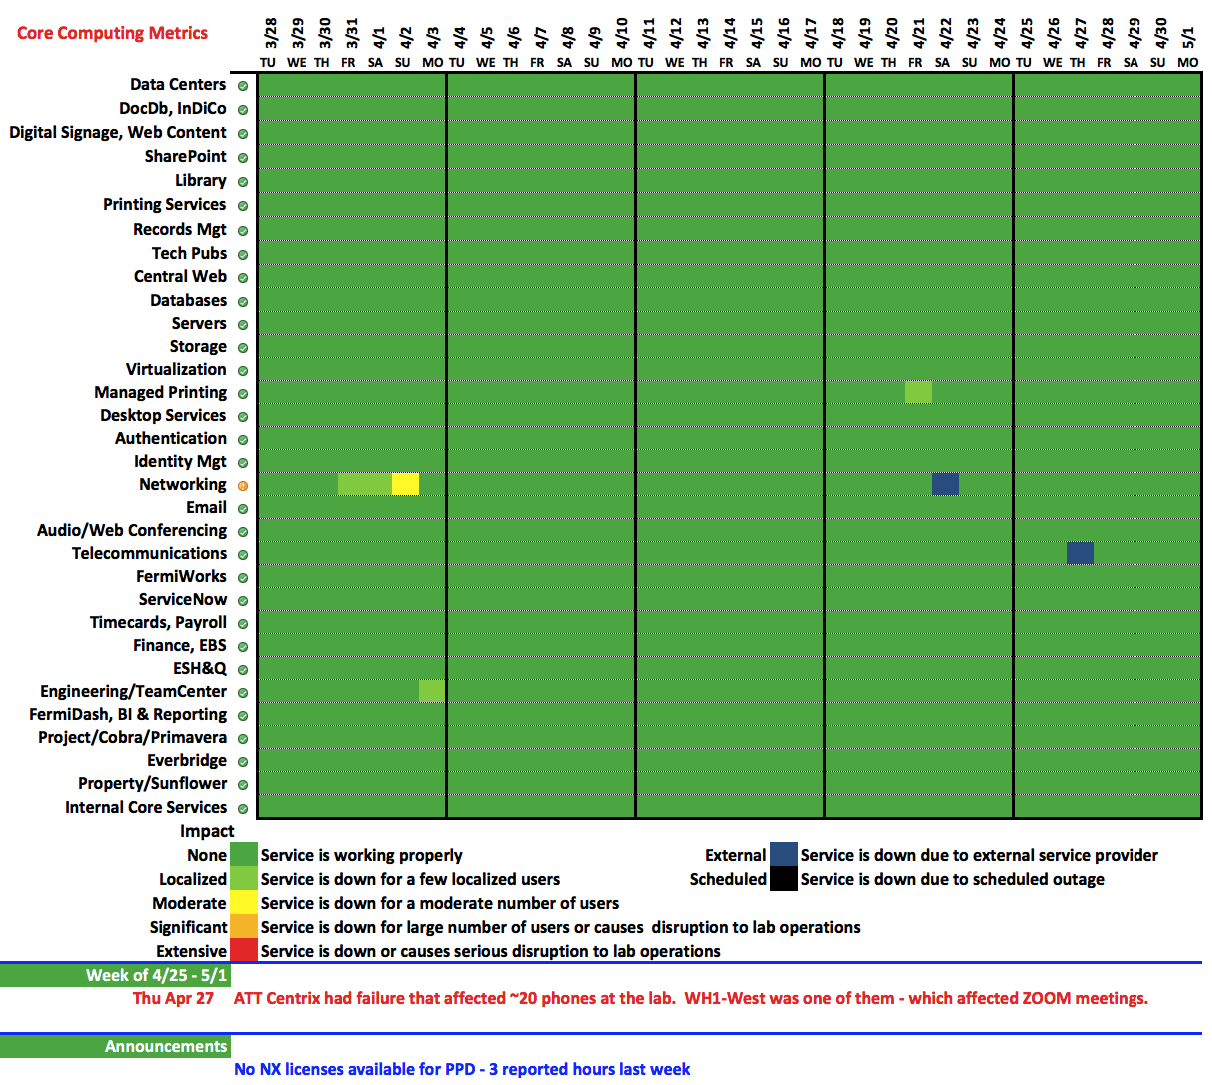 Core Computing Metrics
3/28 3/29 3/30 3/31 4/1 4/2 4/3 4/4 4/5 4/6 4/7 4/8 4/9 4/10 4/11 4/12 4/13 4/14 4/15 4/16 4/17 4/18 4/19 4/20 4/21 4/22 4/23 4/24 4/25 4/26 4/27 4/28 4/29 4/30 5/1
TU WE TH FR SA SU MO TU WE TH FR SA SU MO TU WE TH FR SA SU MO TU WE TH FR SA SU MO TU WE TH FR SA SU MO
Data Centers
DocDb, InDiCo
Digital Signage, Web Content
SharePoint
Library
Printing Services
Records Mgt
Tech Pubs
Central Web
Databases
Servers
Storage
Virtualization
Managed Printing
Desktop Services
Authentication
Identity Mgt
Networking
Email
Audio/Web Conferencing
Telecommunications
FermiWorks
ServiceNow
Timecards, Payroll
Finance, EBS
ESH&Q
Engineering/TeamCenter
FermiDash, BI & Reporting
Project/Cobra/Primavera
Everbridge
Property/Sunflower
Internal Core Services
Impact
None Service is working properly External Service is down due to external service provider
Localized Service is down for a few localized users Scheduled Service is down due to scheduled outage
Moderate Service is down for a moderate number of users
Significant Service is down for large number of users or causes disruption to lab operations
Extensive Service is down or causes serious disruption to lab operations
Week of 4/25 - 5/1
Thu Apr 27 ATT Centrix had failure that affected ~20 phones at the lab. WH1-West was one of them - which affected ZOOM meetings.
Announcements
No NX licenses available for PPD - 3 reported hours last week